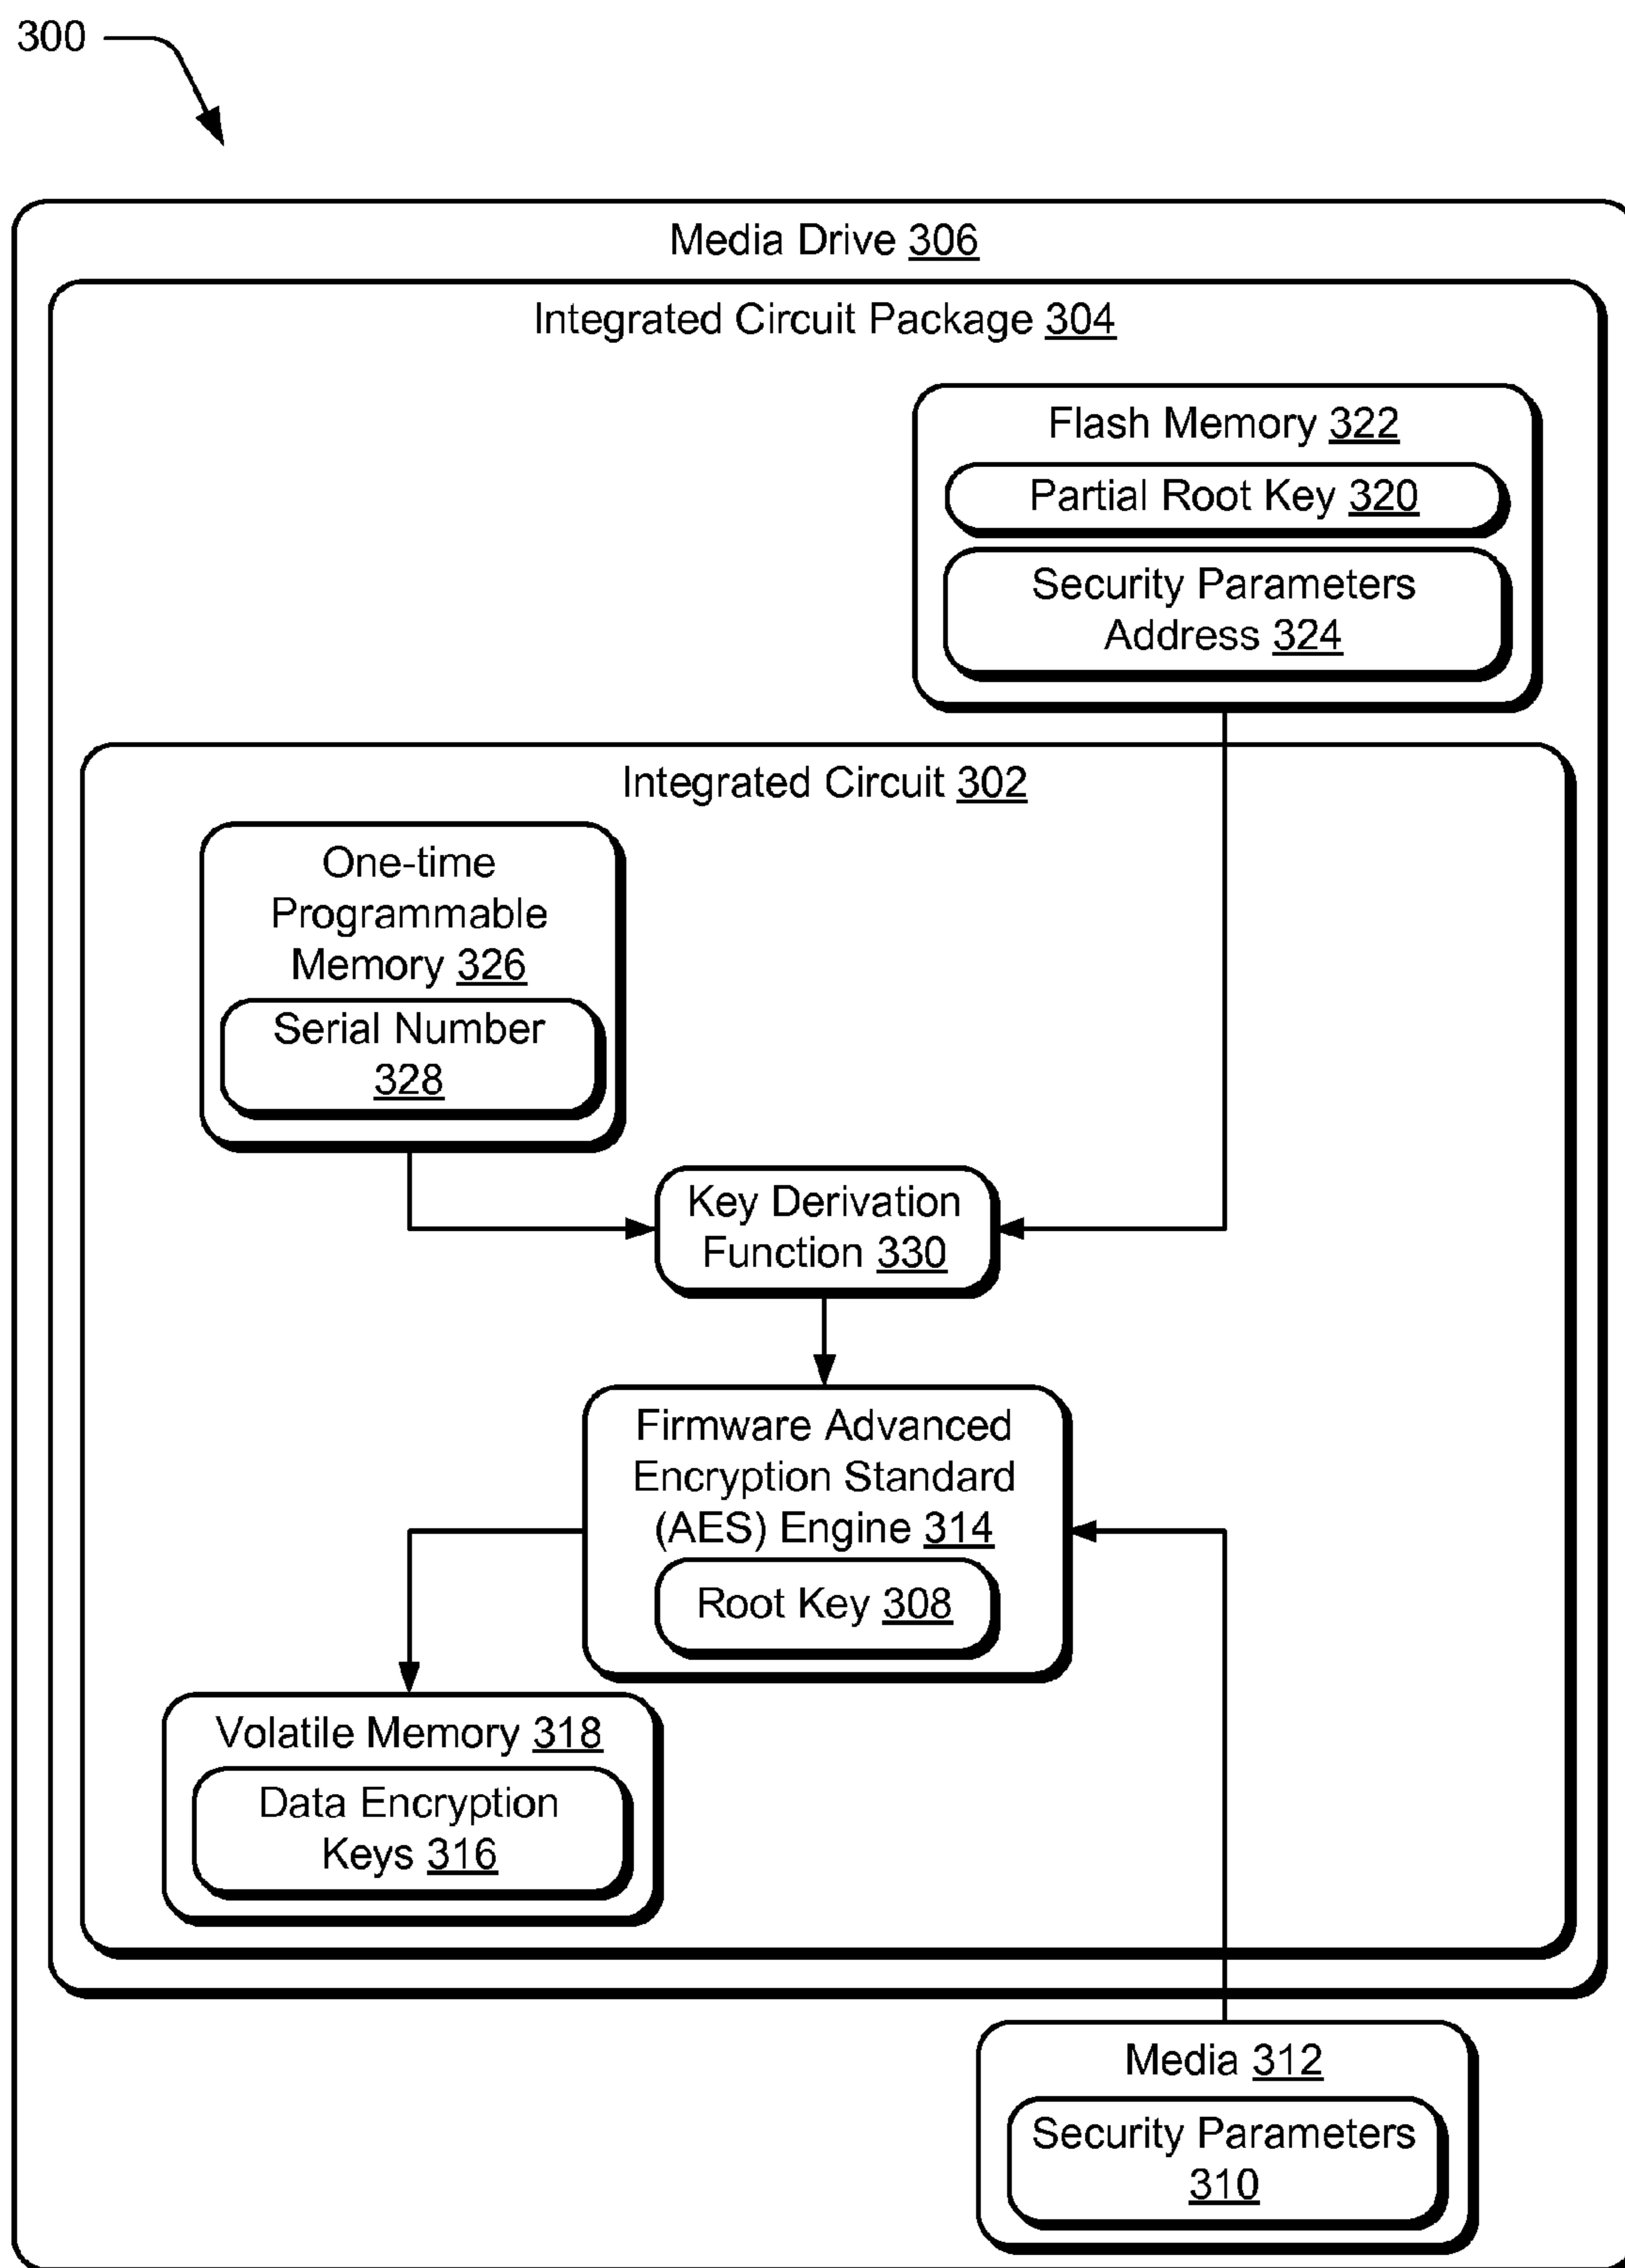 300
Media Drive 306
Integrated Circuit Package 304
Flash Memory 322
Partial Root Key 320
Security Parameters
Address 324
Integrated Circuit 302
One-time
Programmable
Memory 326
Serial Number
328
Key Derivation
Function 330
Firmware Advanced
Encryption Standard
(AES) Engine 314
Root Key 308
Volatile Memory 318
Data Encryption
Keys 316
Media 312
Security Parameters
310